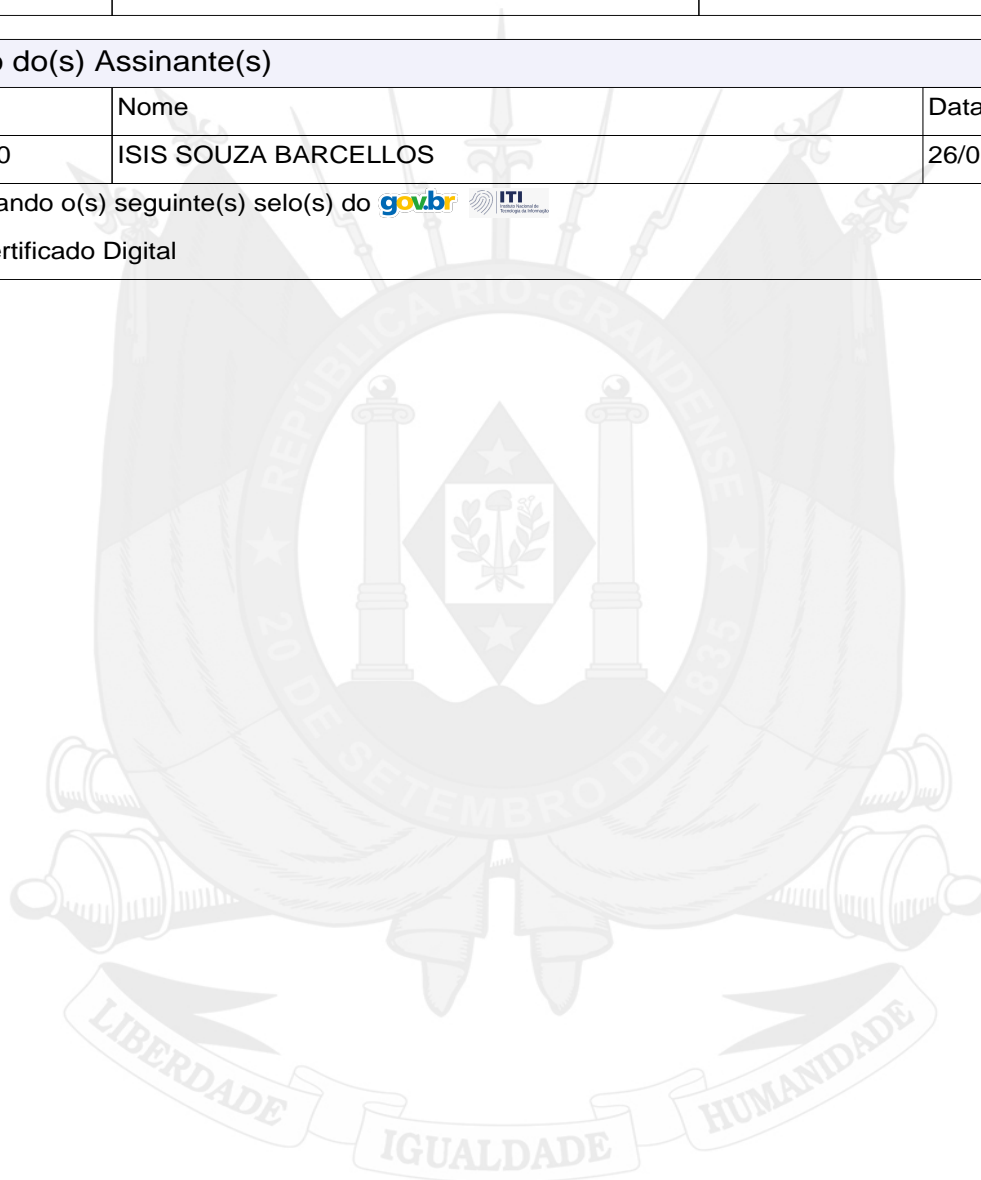 o do(s) Assinante(s)
Nome Data
0 ISIS SOUZA BARCELLOS 26/0
ando o(s) seguinte(s) selo(s) do gov.br ITI
rtificado Digital
REPÚBLICA RIO-GRANDENSE
20 DE SETEMBRO DE 1835
LIBERDADE IGUALDADE HUMANIDADE